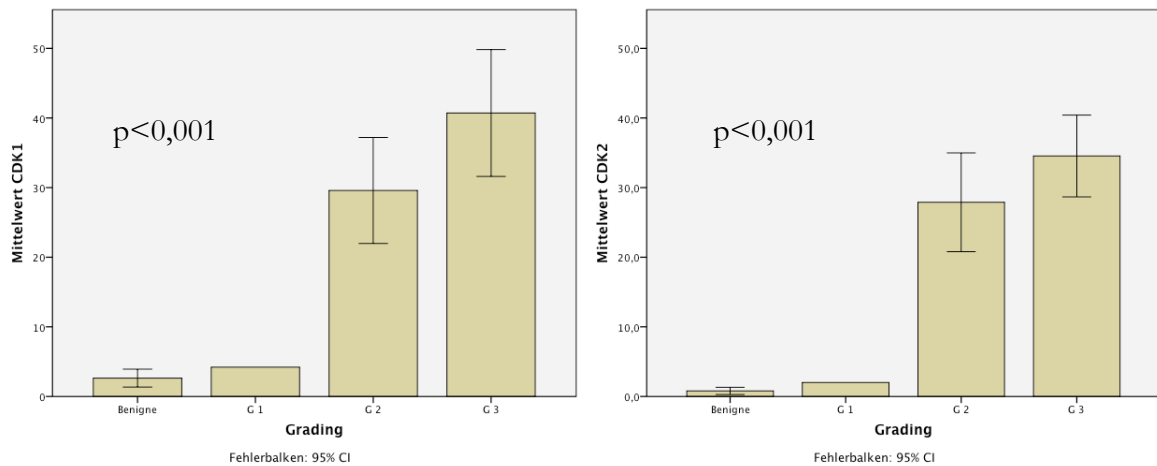 Mittelwert CDK1
50
40
30
20
10
0
p<0,001
Benigne
G 1
G 2
G 3
Grading
Fehlerbalken: 95% CI
Mittelwert CDK2
50,0
40,0
30,0
20,0
10,0
0,0
p<0,001
Benigne
G 1
G 2
G 3
Grading
Fehlerbalken: 95% CI